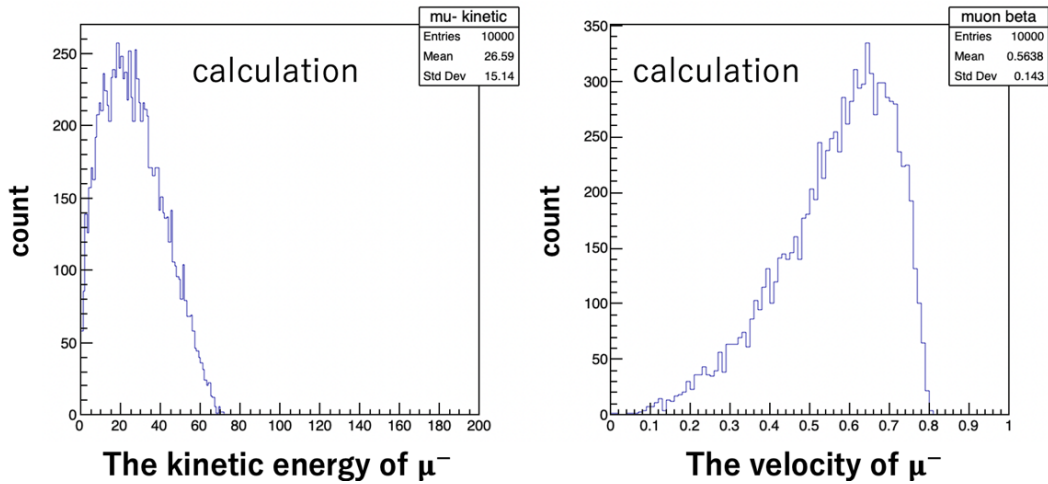 mu- kinetic
Entries 10000
Mean 26.59
Std Dev 15.14
calculation
250
200
150
100
50
0
0 20 40 60 80 100 120 140 160 180 200
count
The kinetic energy of μ⁻
muon beta
Entries 10000
Mean 0.5638
Std Dev 0.143
calculation
350
300
250
200
150
100
50
0
0 0.1 0.2 0.3 0.4 0.5 0.6 0.7 0.8 0.9 1
count
The velocity of μ⁻